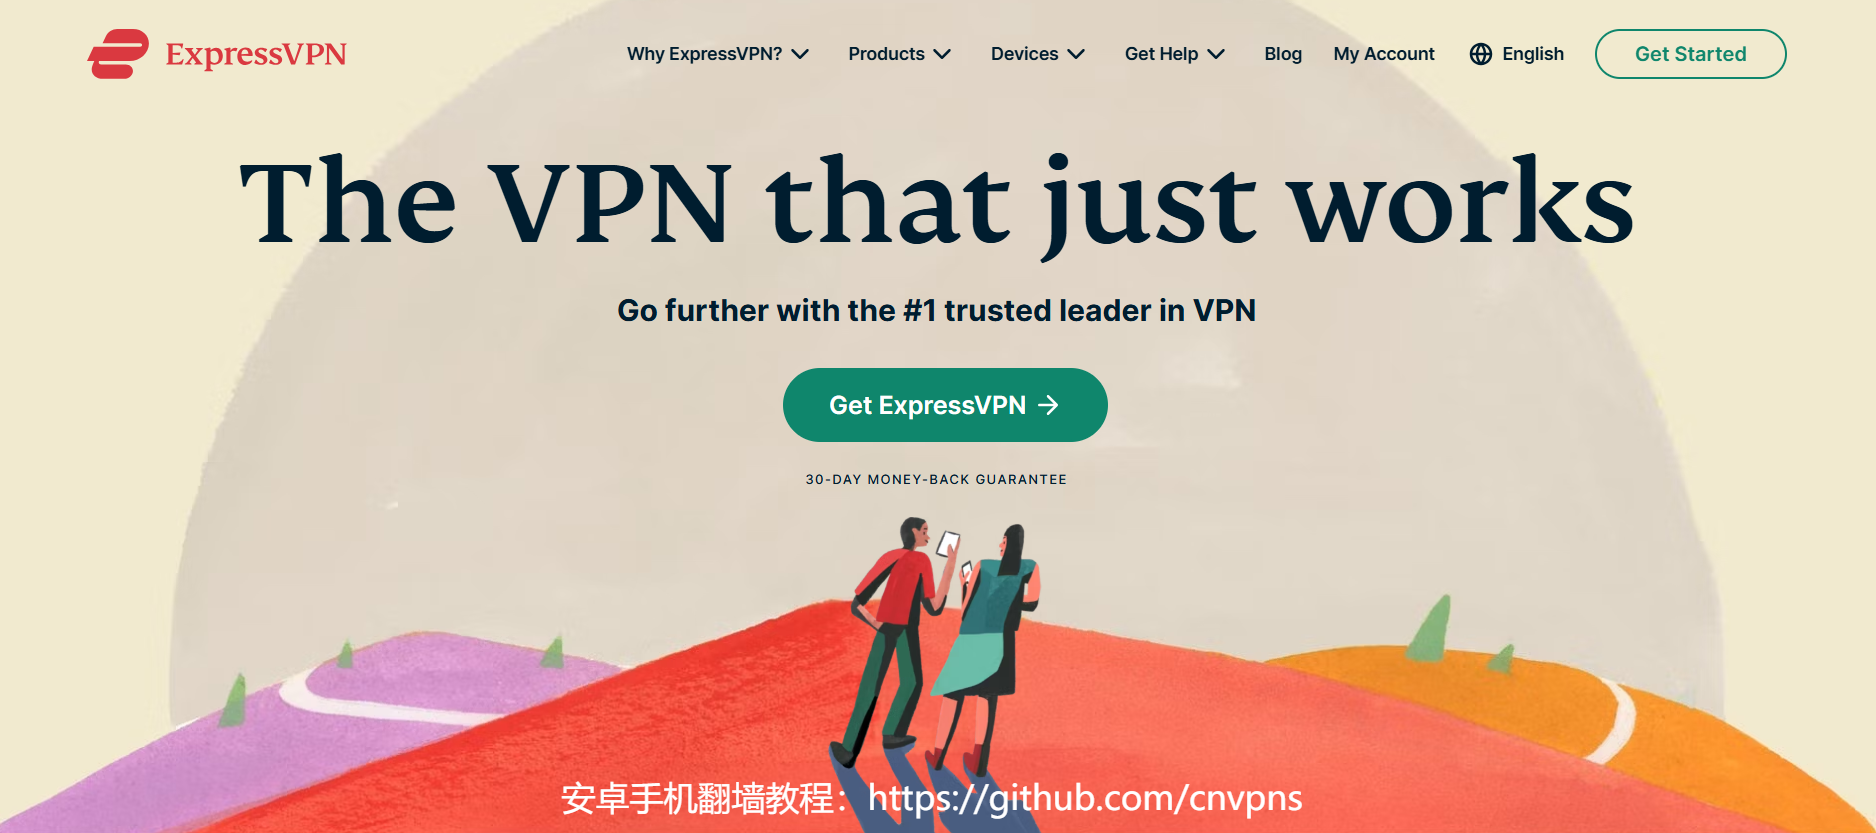 ExpressVPN
Why ExpressVPN? Products Devices Get Help Blog My Account English Get Started
The VPN that just works
Go further with the #1 trusted leader in VPN
Get ExpressVPN →
30-DAY MONEY-BACK GUARANTEE
安卓手机翻墙教程：https://github.com/cnvpns